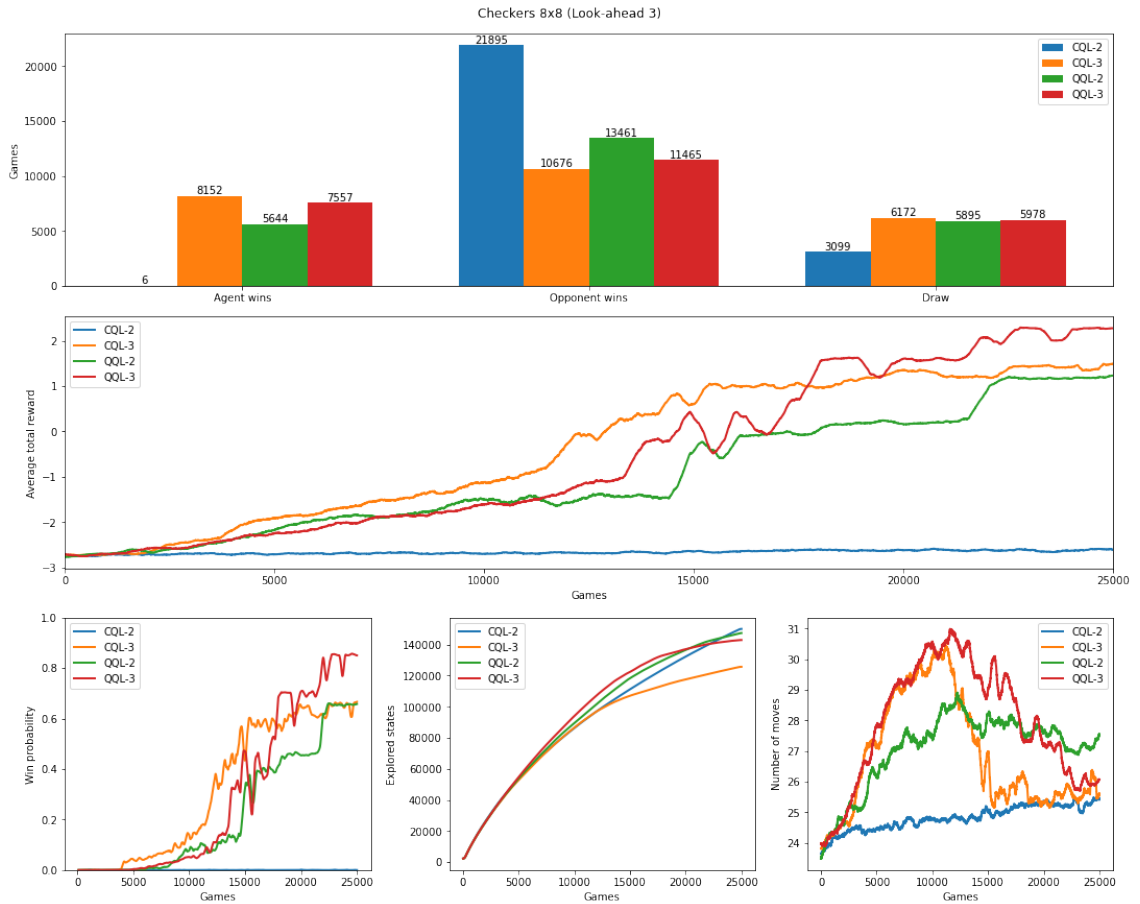 Checkers 8x8 (Look-ahead 3)
Games
20000
15000
10000
5000
0
6
8152
5644
7557
21895
10676
13461
11465
3099
6172
5895
5978
CQL-2
CQL-3
QQL-2
QQL-3
Agent wins
Opponent wins
Draw
Average total reward
2
1
0
−1
−2
−3
CQL-2
CQL-3
QQL-2
QQL-3
0
5000
10000
15000
20000
25000
Games
Win probability
1.0
0.8
0.6
0.4
0.2
0.0
CQL-2
CQL-3
QQL-2
QQL-3
0
5000
10000
15000
20000
25000
Games
Explored states
140000
120000
100000
80000
60000
40000
20000
0
CQL-2
CQL-3
QQL-2
QQL-3
0
5000
10000
15000
20000
25000
Games
Number of moves
31
30
29
28
27
26
25
24
CQL-2
CQL-3
QQL-2
QQL-3
0
5000
10000
15000
20000
25000
Games